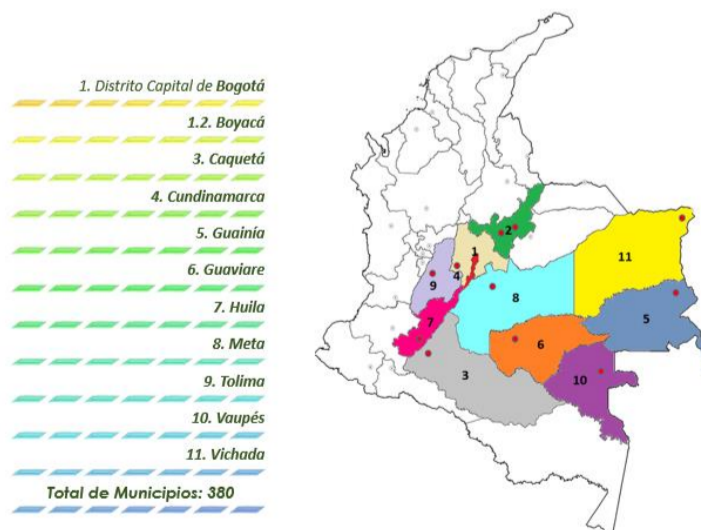 1. Distrito Capital de Bogotá
1.2. Boyacá
3. Caquetá
4. Cundinamarca
5. Guainía
6. Guaviare
7. Huila
8. Meta
9. Tolima
10. Vaupés
11. Vichada
Total de Municipios: 380
2
1
11
4
9
8
5
7
6
3
10